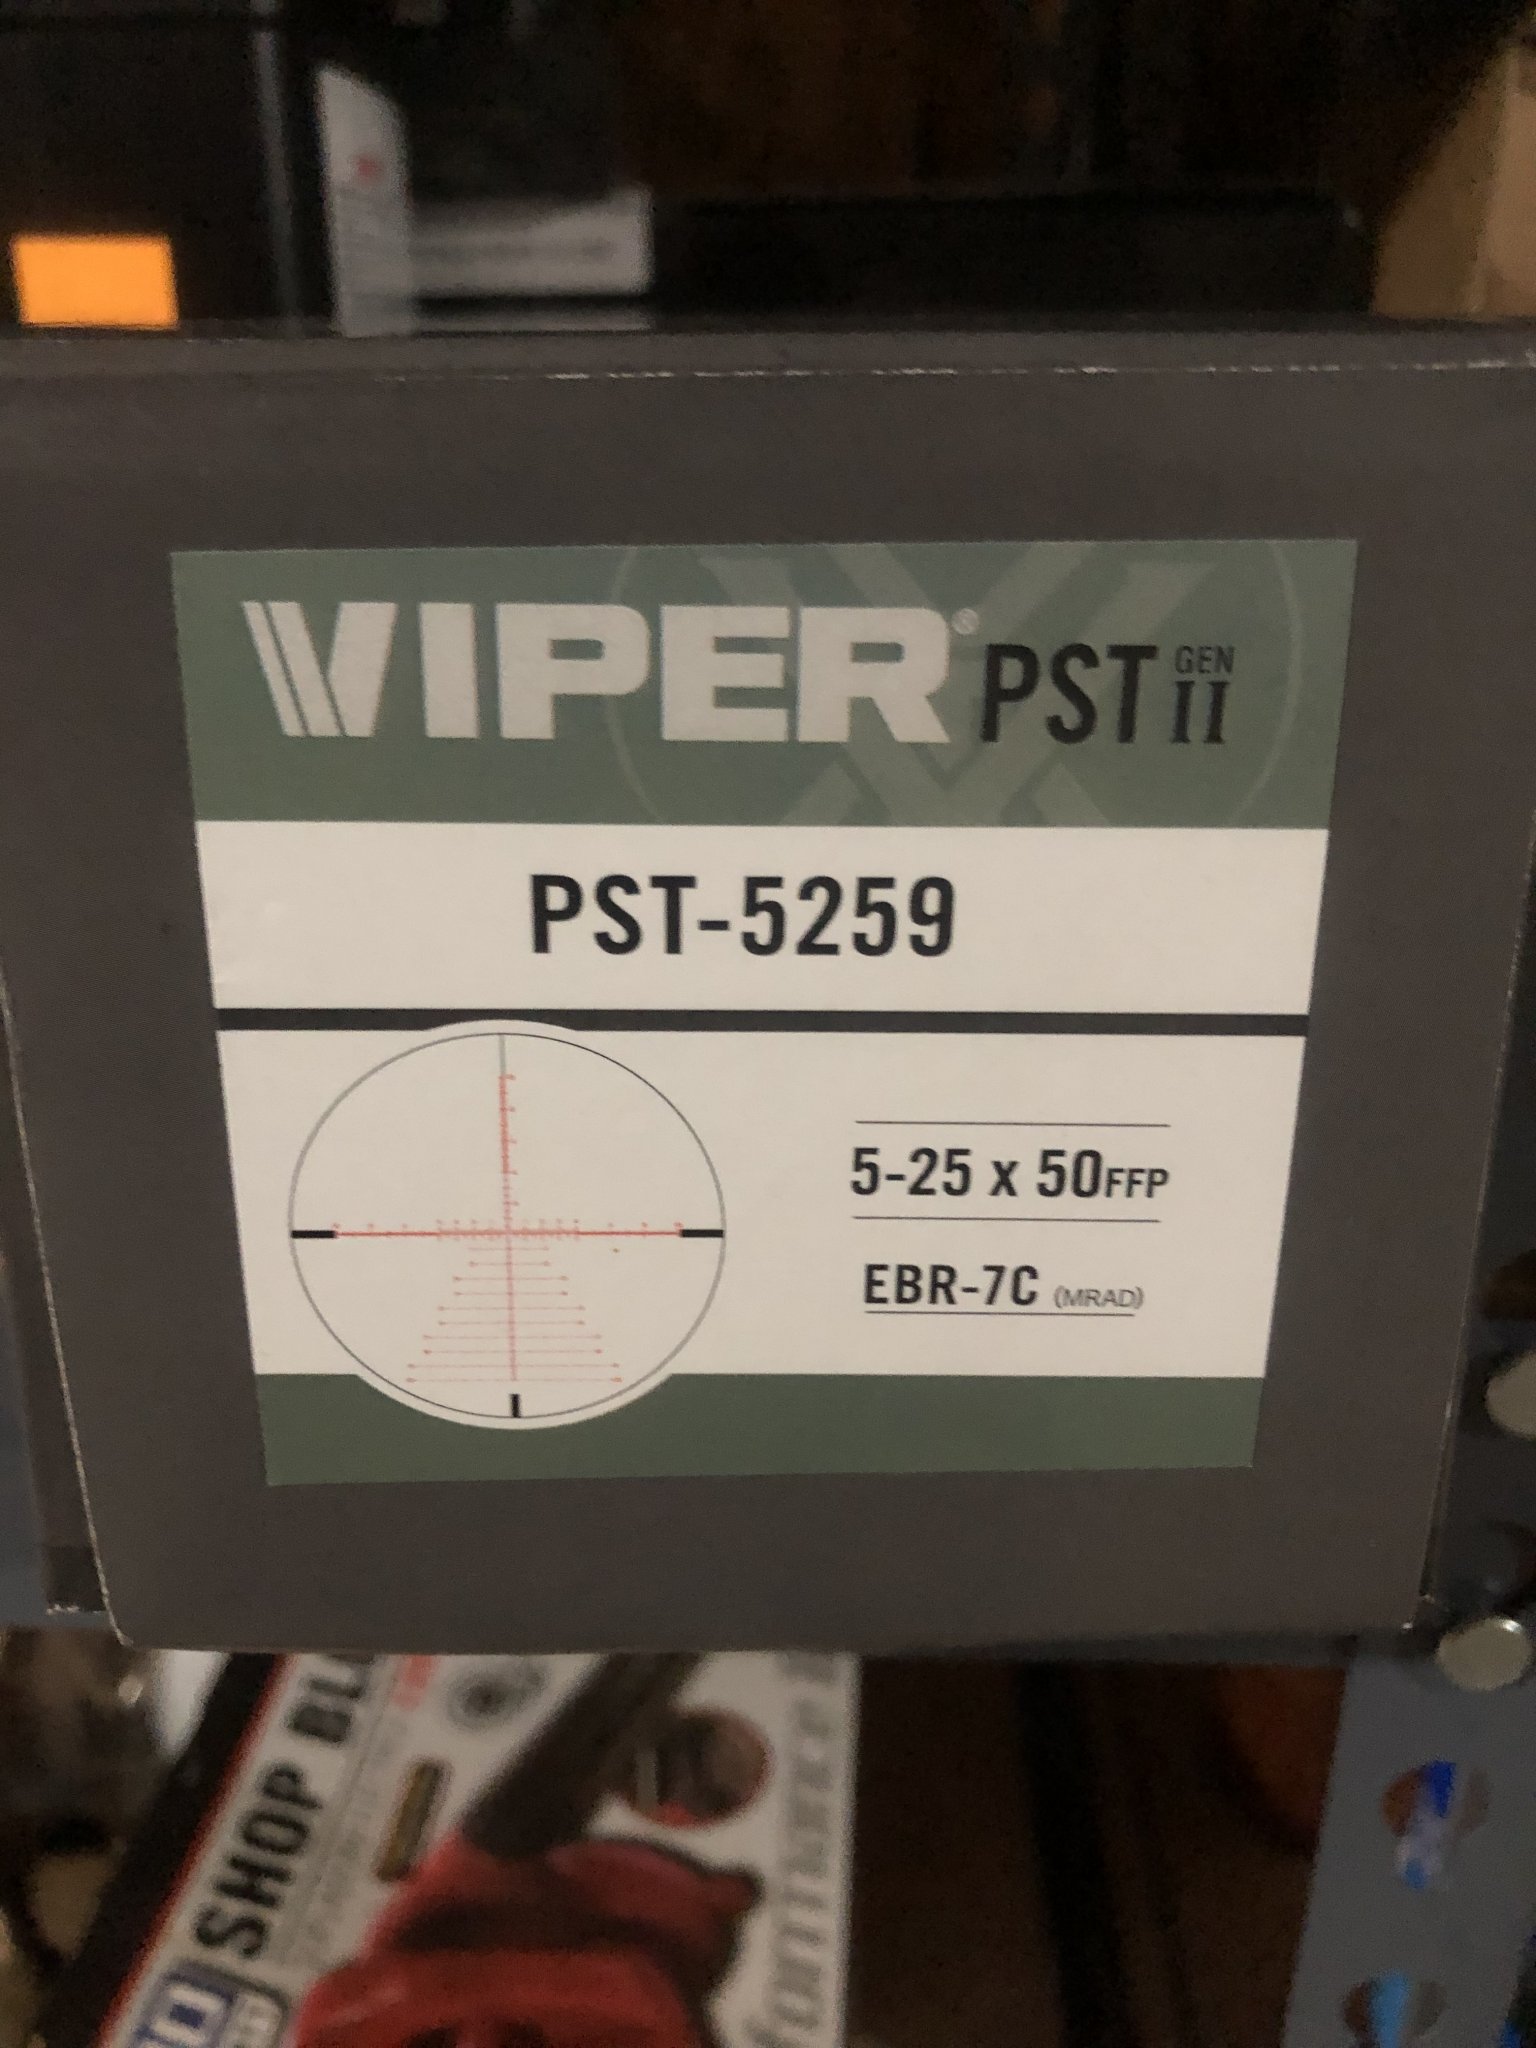 VIPER® PST GEN II
PST-5259
5-25 x 50FFP
EBR-7C (MRAD)
SHOP